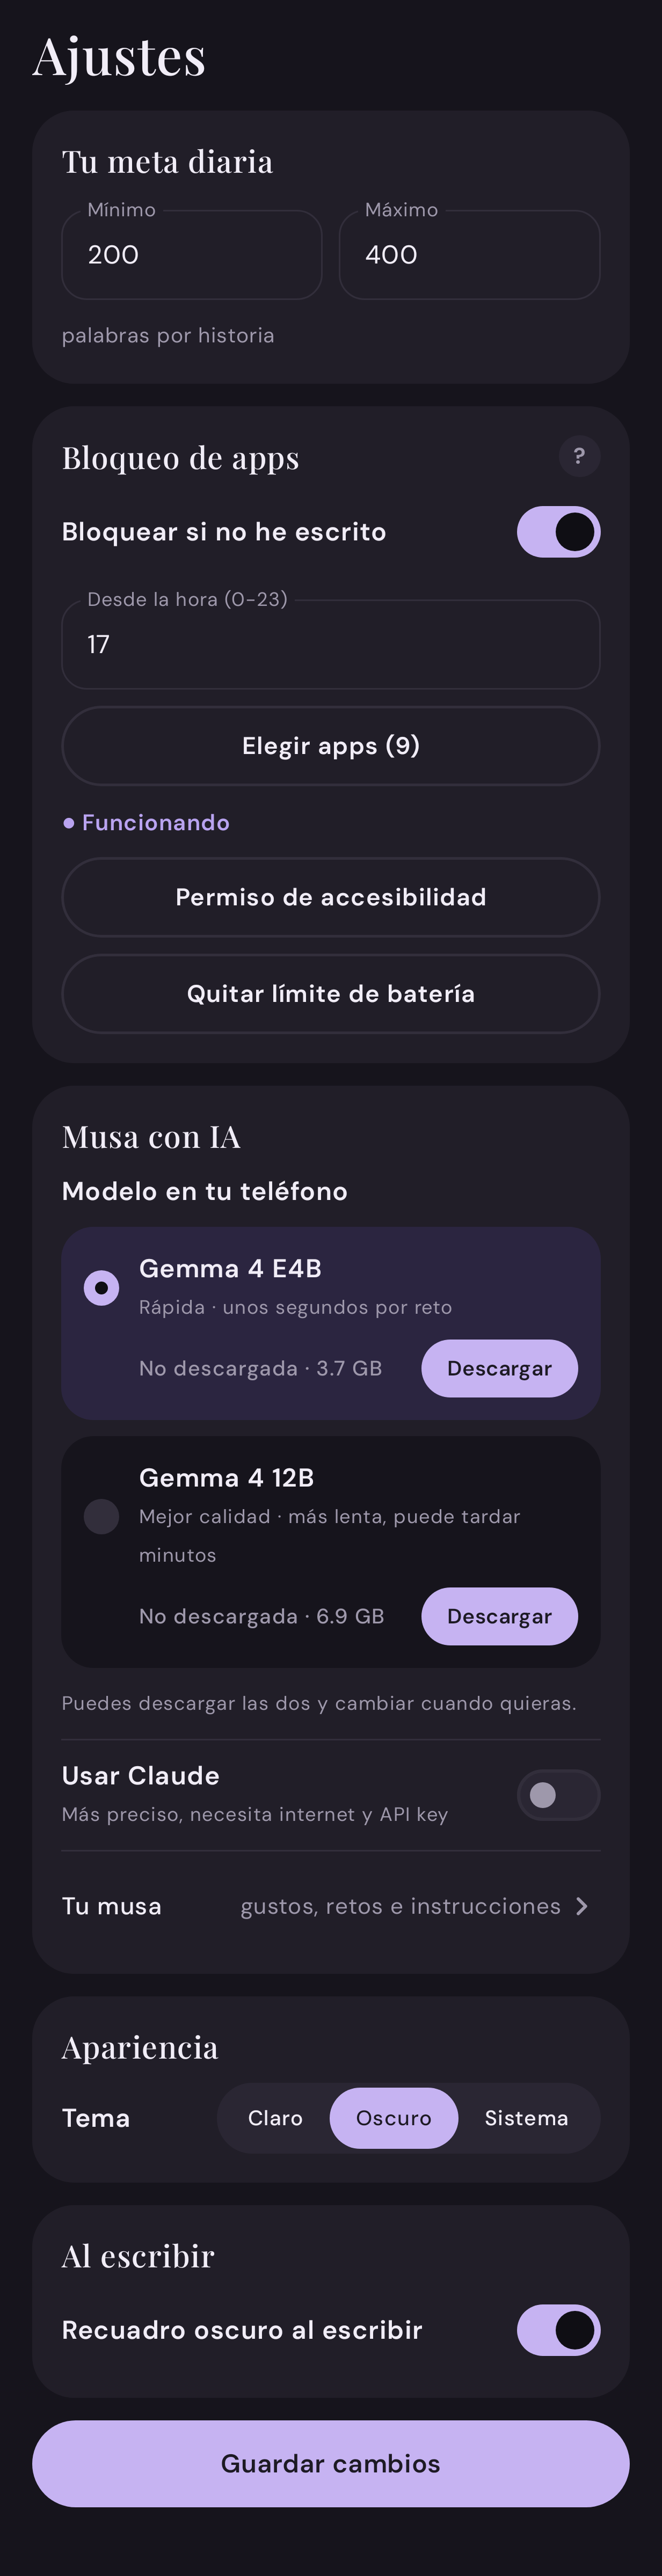 Ajustes
Tu meta diaria
Mínimo
Máximo
200
400
palabras por historia
Bloqueo de apps
?
Bloquear si no he escrito
Desde la hora (0-23)
17
Elegir apps (9)
Funcionando
Permiso de accesibilidad
Quitar límite de batería
Musa con IA
Modelo en tu teléfono
Gemma 4 E4B
Rápida · unos segundos por reto
No descargada · 3.7 GB
Descargar
Gemma 4 12B
Mejor calidad · más lenta, puede tardar
minutos
No descargada · 6.9 GB
Descargar
Puedes descargar las dos y cambiar cuando quieras.
Usar Claude
Más preciso, necesita internet y API key
Tu musa
gustos, retos e instrucciones
Apariencia
Tema
Claro
Oscuro
Sistema
Al escribir
Recuadro oscuro al escribir
Guardar cambios